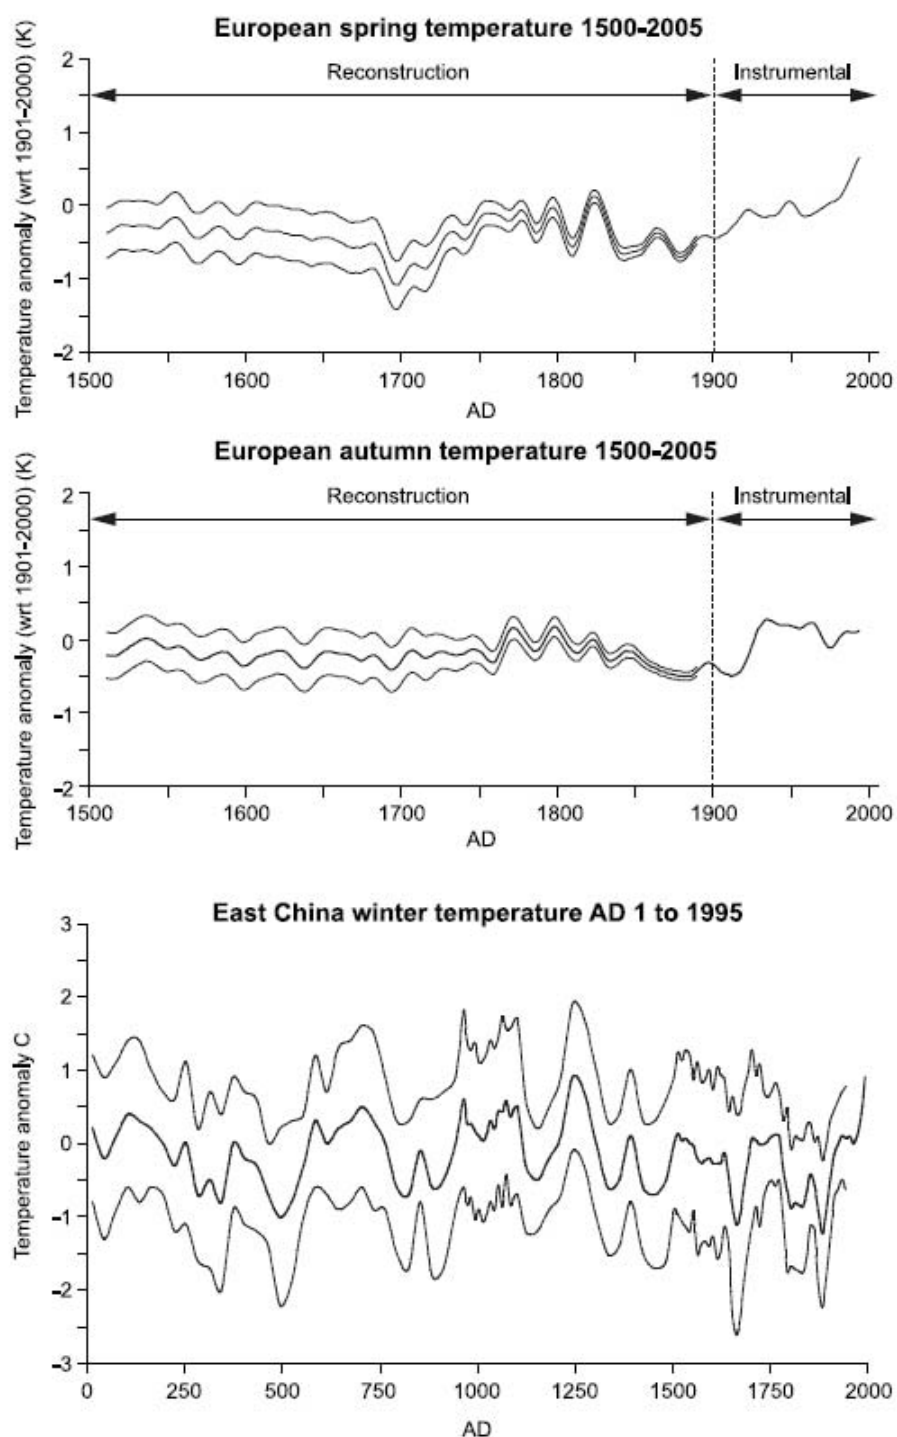 European spring temperature 1500-2005
Temperature anomaly (wrt 1901-2000) (K)
Reconstruction
Instrumental
2
1
0
-1
-2
1500 1600 1700 1800 1900 2000
AD
European autumn temperature 1500-2005
Temperature anomaly (wrt 1901-2000) (K)
Reconstruction
Instrumental
2
1
0
-1
-2
1500 1600 1700 1800 1900 2000
AD
East China winter temperature AD 1 to 1995
Temperature anomaly C
3
2
1
0
-1
-2
-3
0 250 500 750 1000 1250 1500 1750 2000
AD